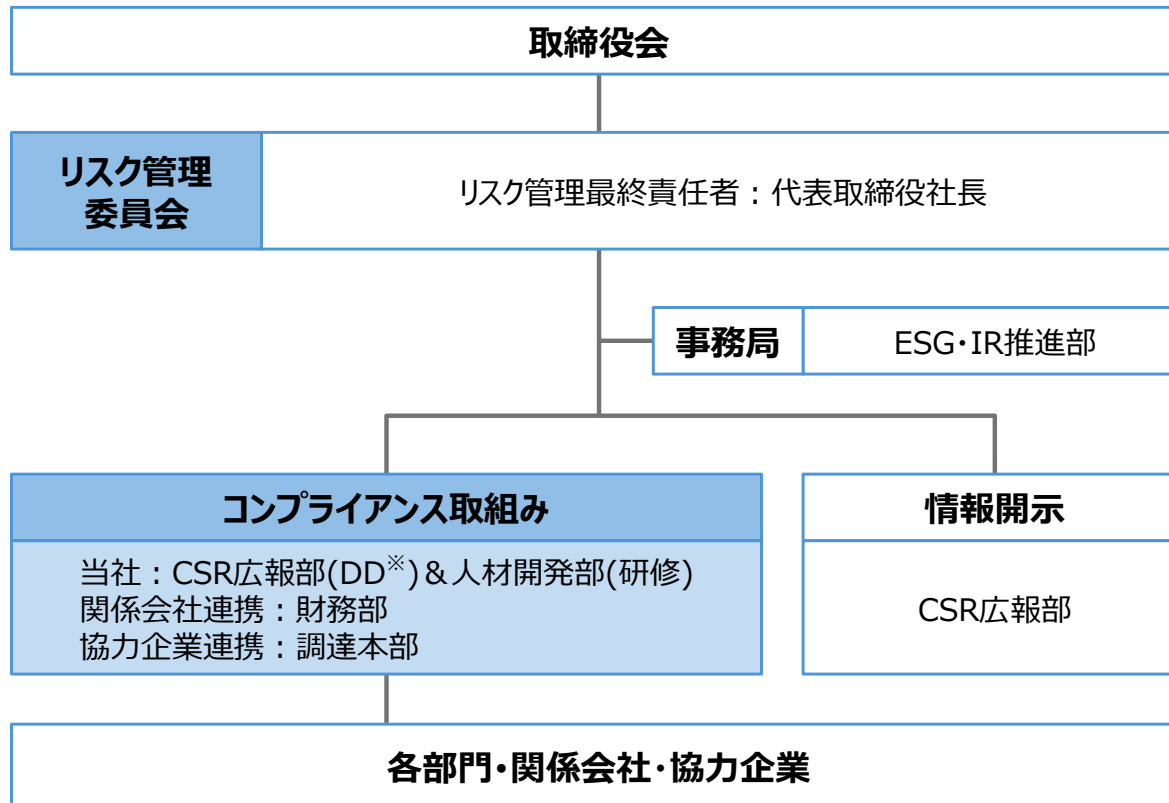 取締役会
リスク管理
委員会
リスク管理最終責任者：代表取締役社長
事務局
ESG･IR推進部
コンプライアンス取組み
当社：CSR広報部(DD※)＆人材開発部(研修)
関係会社連携：財務部
協力企業連携：調達本部
情報開示
CSR広報部
各部門･関係会社･協力企業